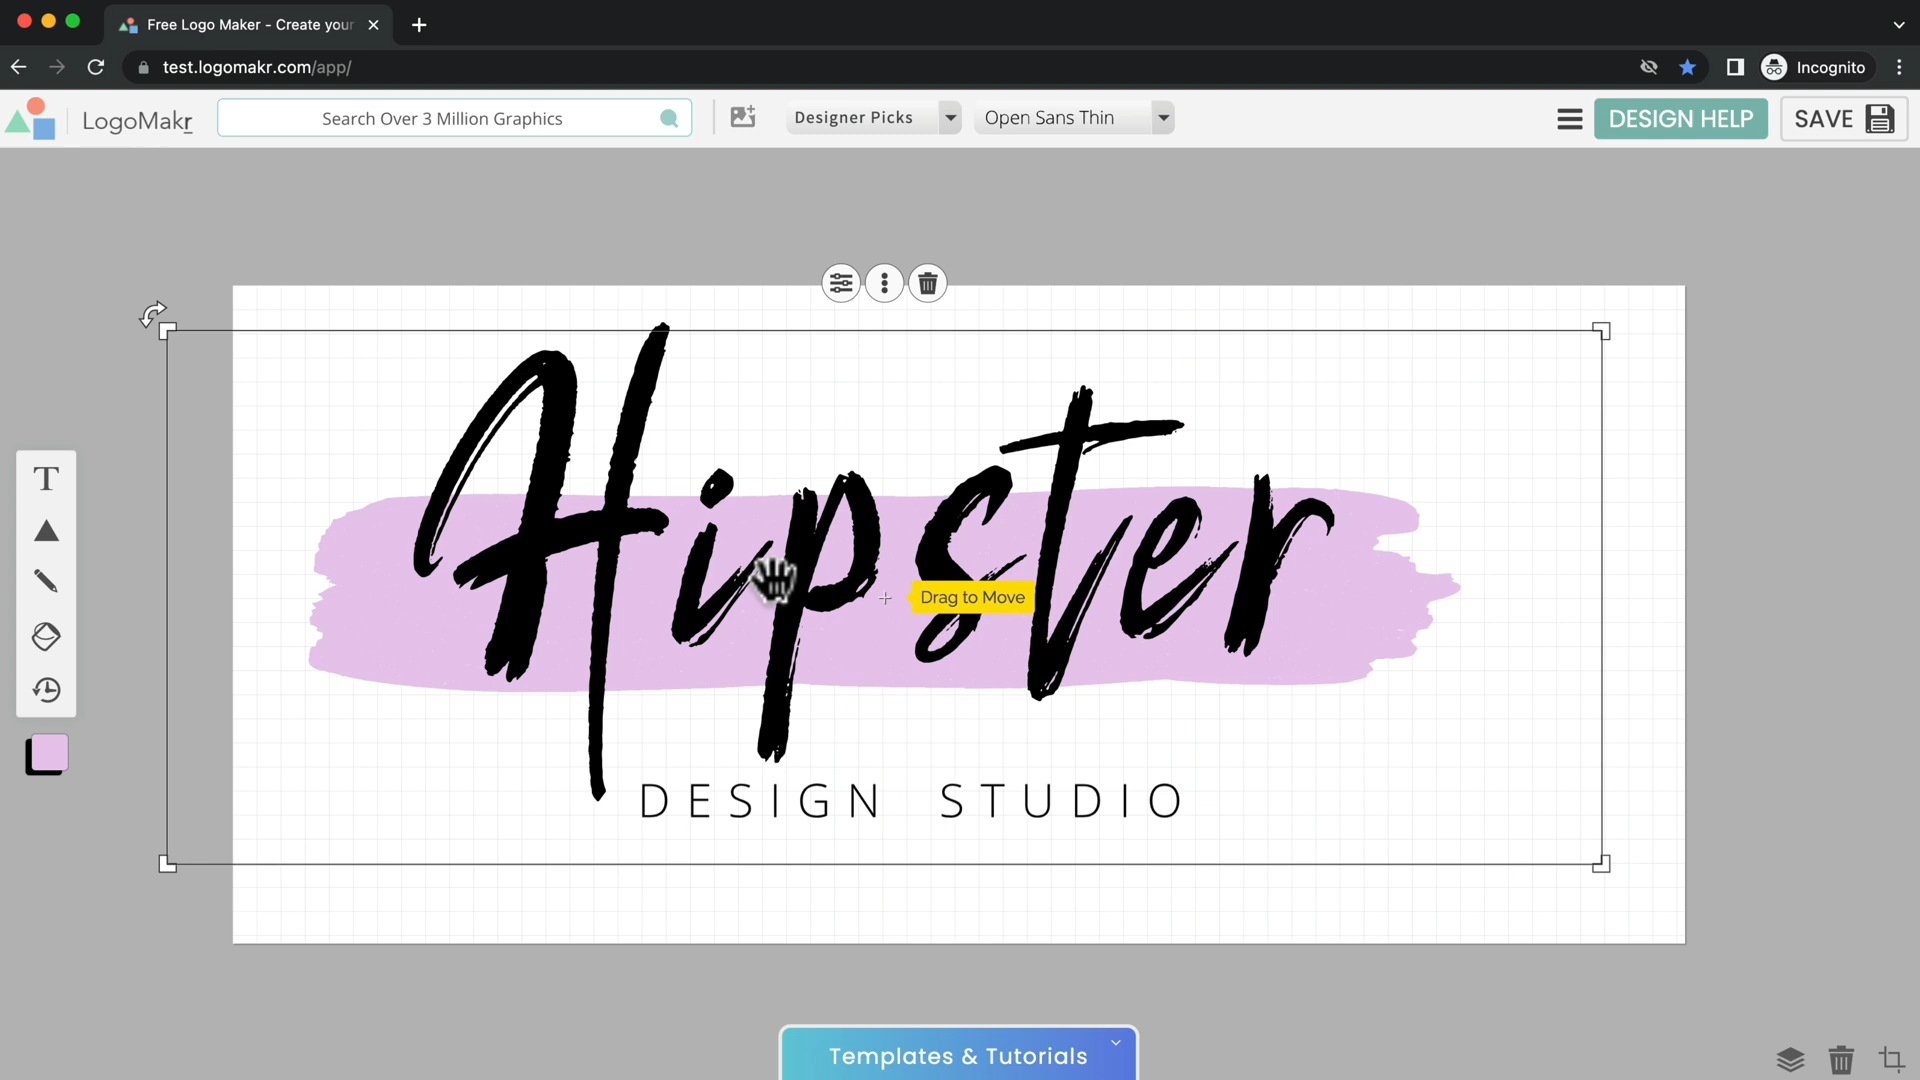 Free Logo Maker - Create your
test.logomakr.com/app/
Incognito
LogoMakr
Search Over 3 Million Graphics
Designer Picks
Open Sans Thin
DESIGN HELP
SAVE
T
Hipster
Drag to Move
DESIGN STUDIO
Templates & Tutorials